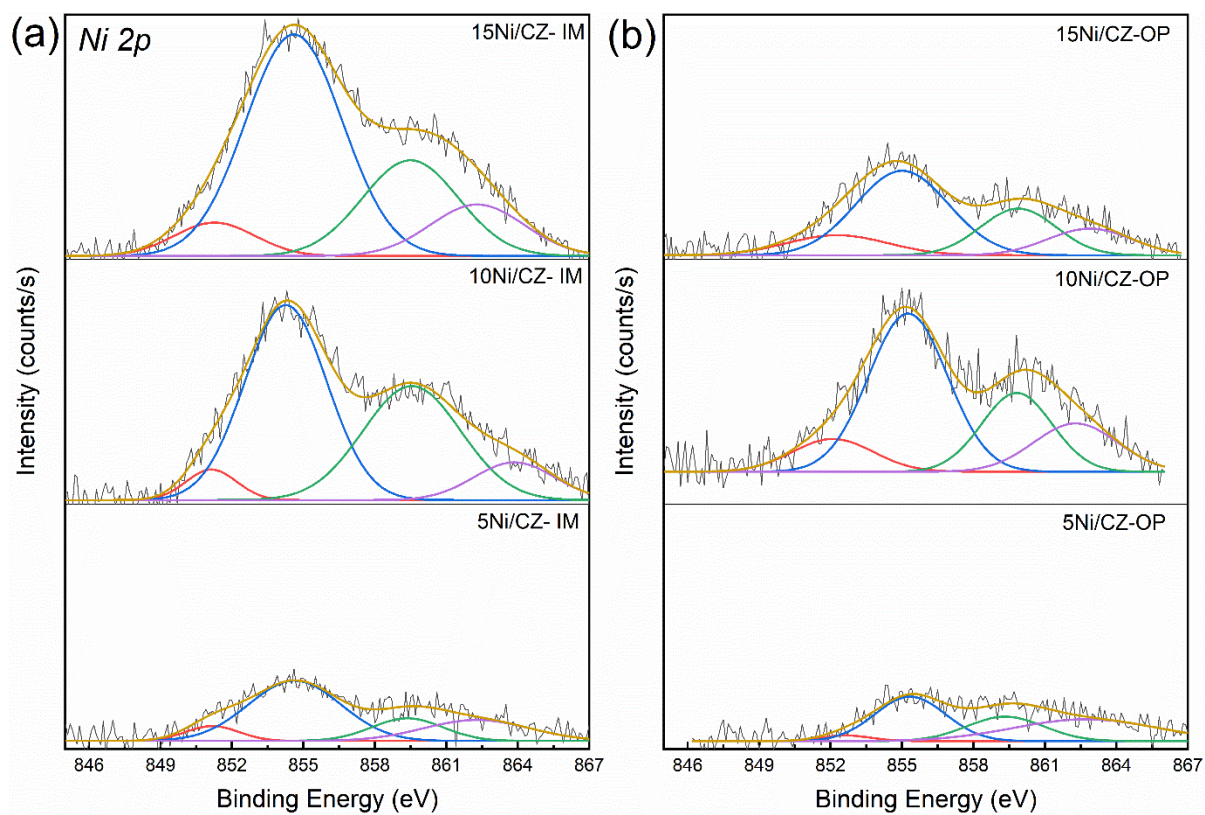 (a)
Ni 2p
15Ni/CZ- IM
10Ni/CZ- IM
5Ni/CZ- IM
Intensity (counts/s)
846 849 852 855 858 861 864 867
Binding Energy (eV)
(b)
15Ni/CZ-OP
10Ni/CZ-OP
5Ni/CZ-OP
Intensity (counts/s)
846 849 852 855 858 861 864 867
Binding Energy (eV)